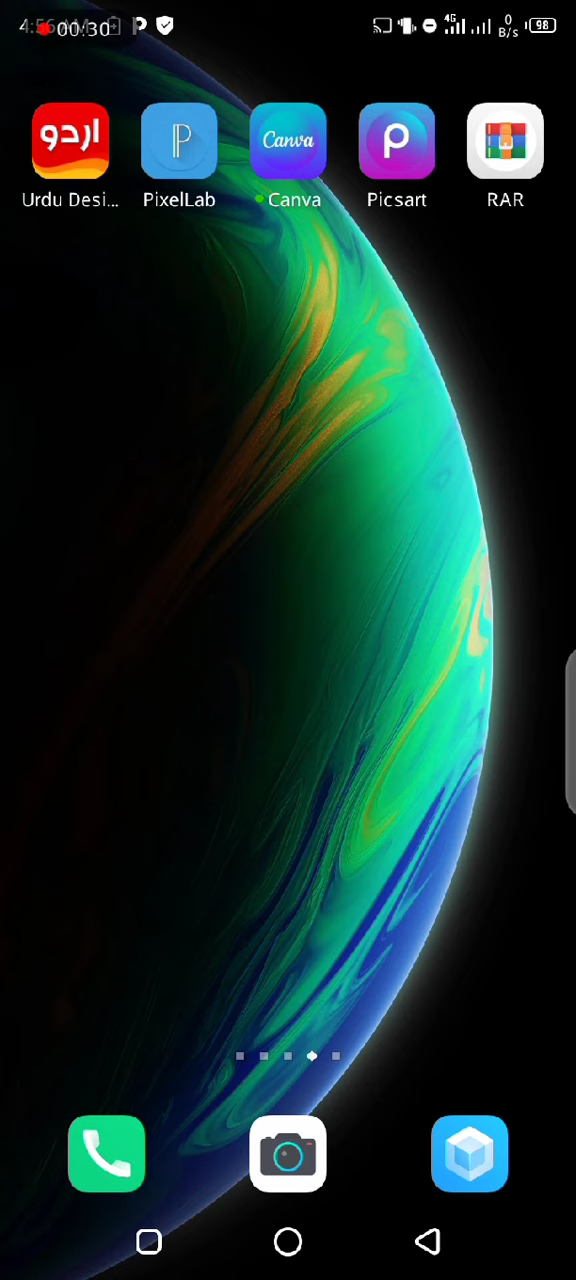 00:30
4G
0
B/s
98
اردو
Canva
Urdu Desi...
PixelLab
Canva
Picsart
RAR